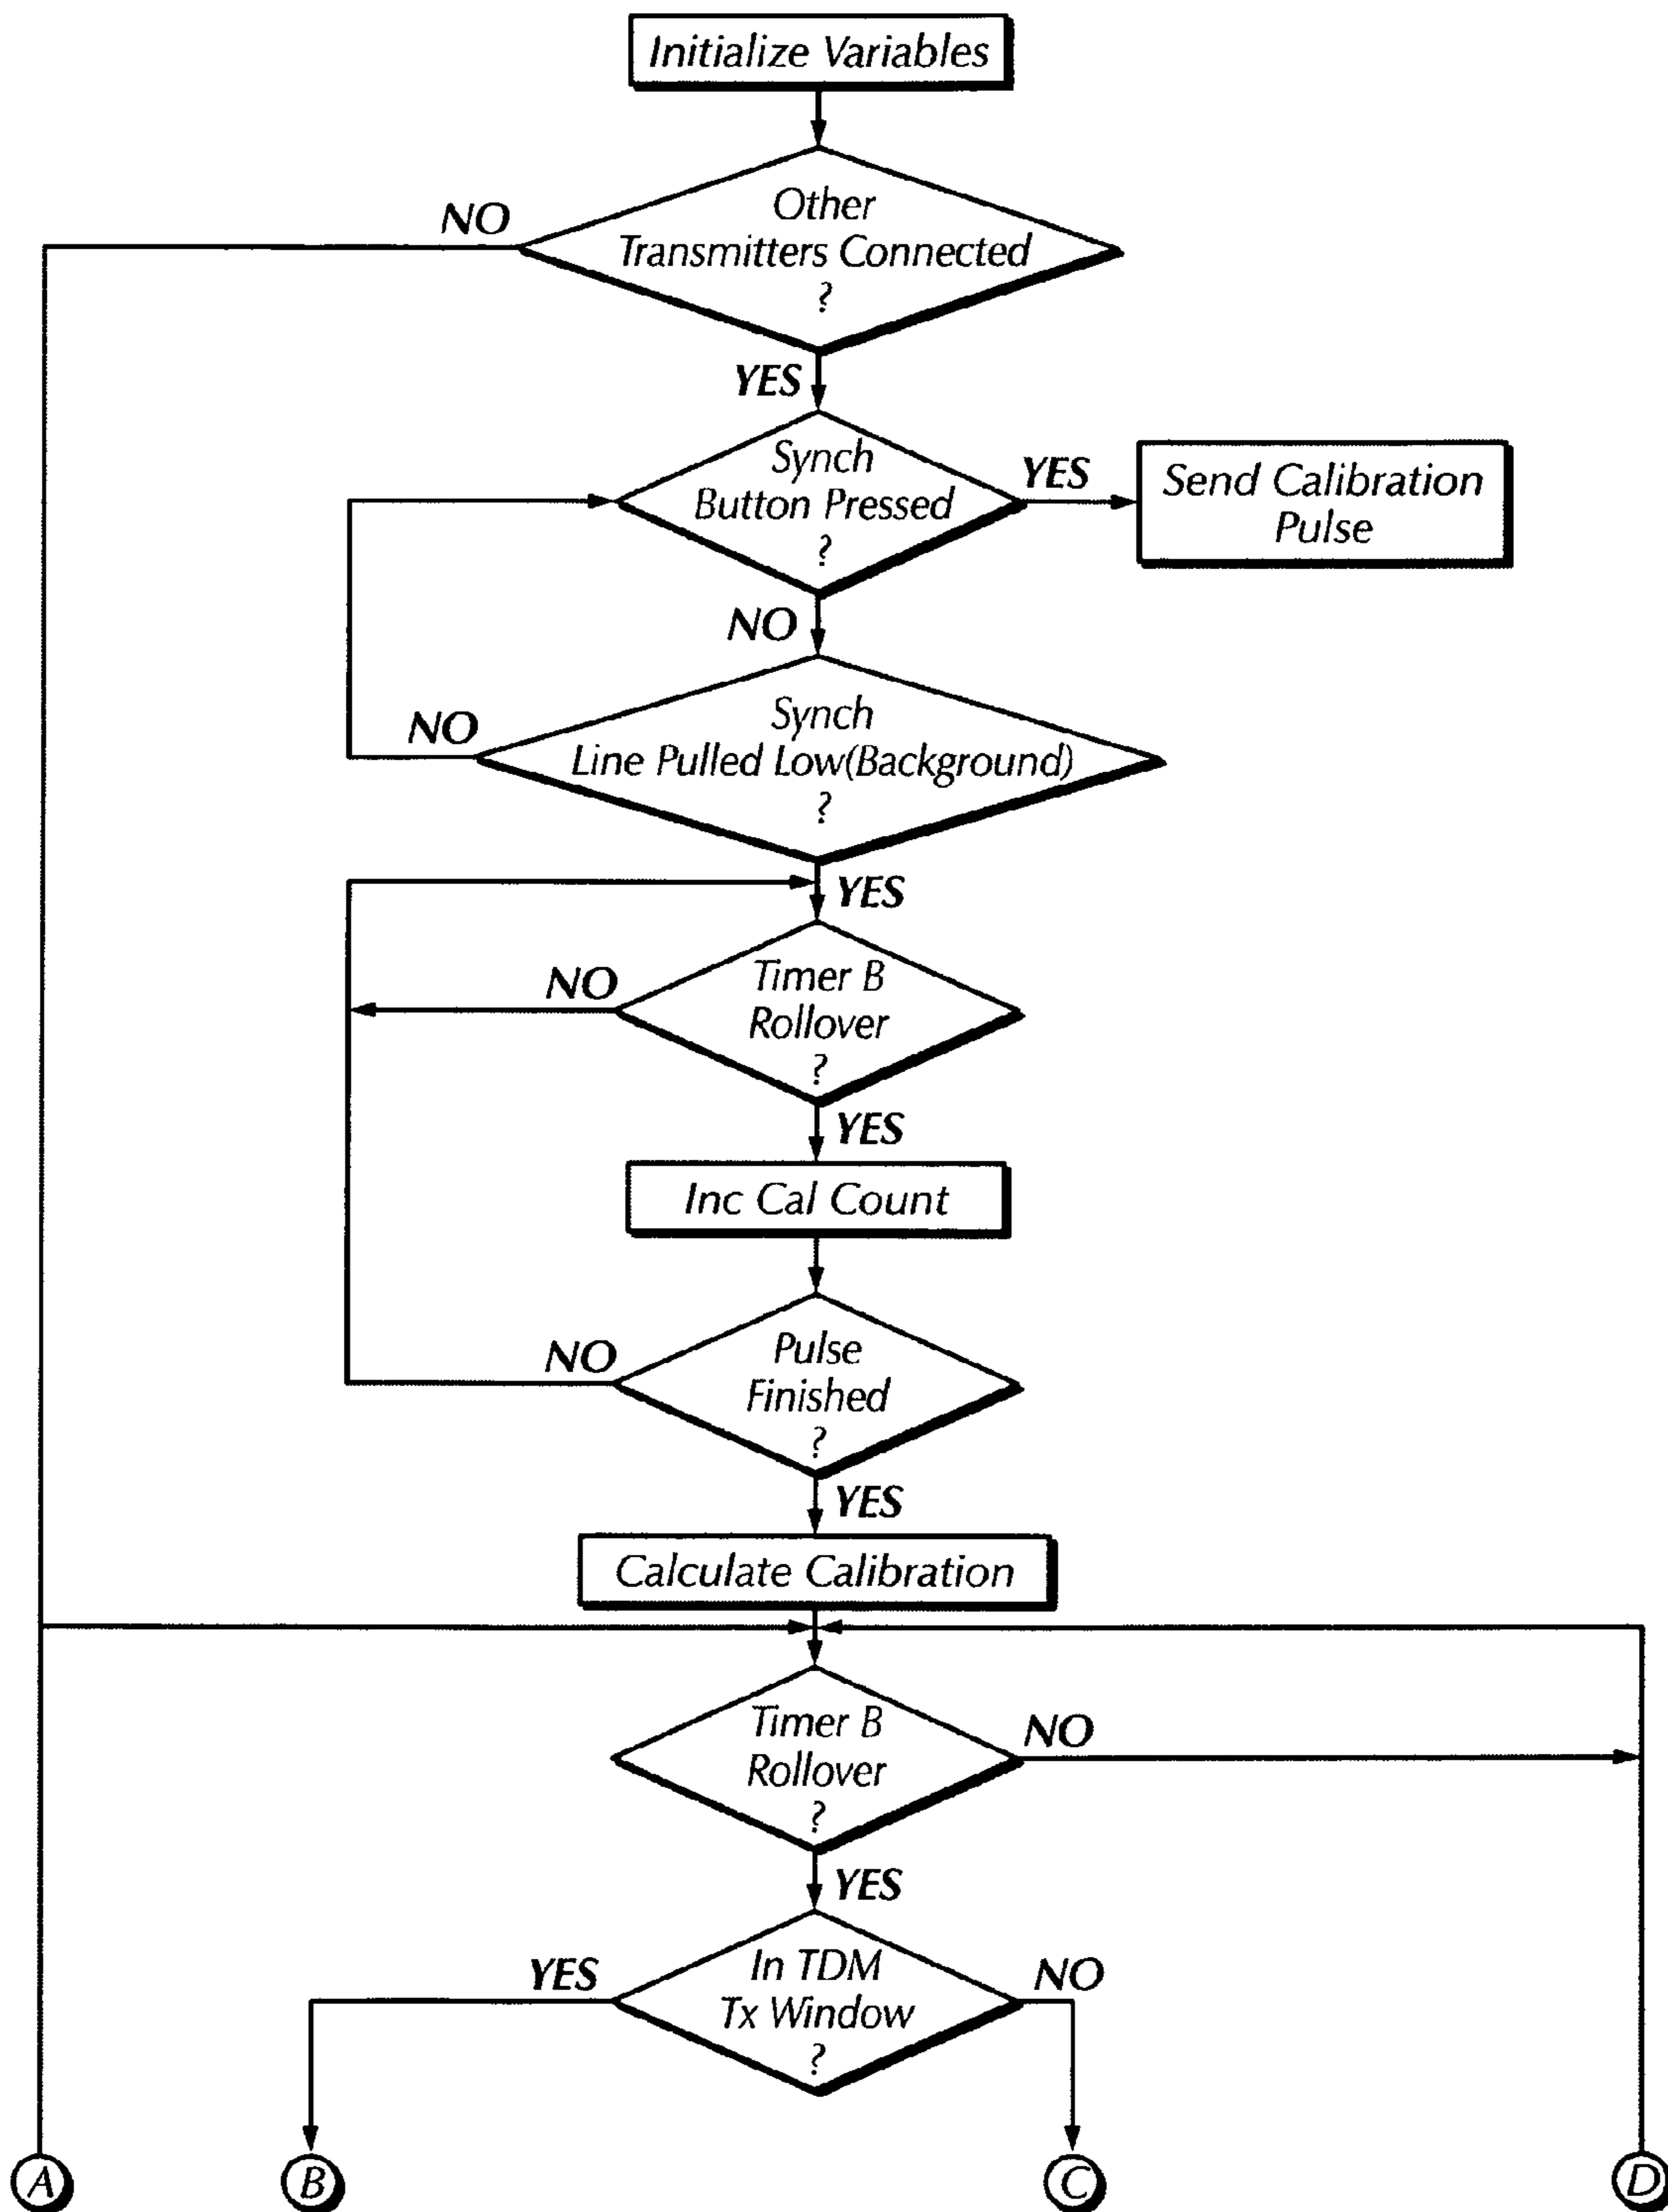 Initialize Variables
Other
Transmitters Connected
?
NO
YES
Synch
Button Pressed
?
YES
Send Calibration
Pulse
NO
Synch
Line Pulled Low(Background)
?
NO
YES
Timer B
Rollover
?
NO
YES
Inc Cal Count
Pulse
Finished
?
NO
YES
Calculate Calibration
Timer B
Rollover
?
NO
YES
In TDM
Tx Window
?
YES
NO
A
B
C
D